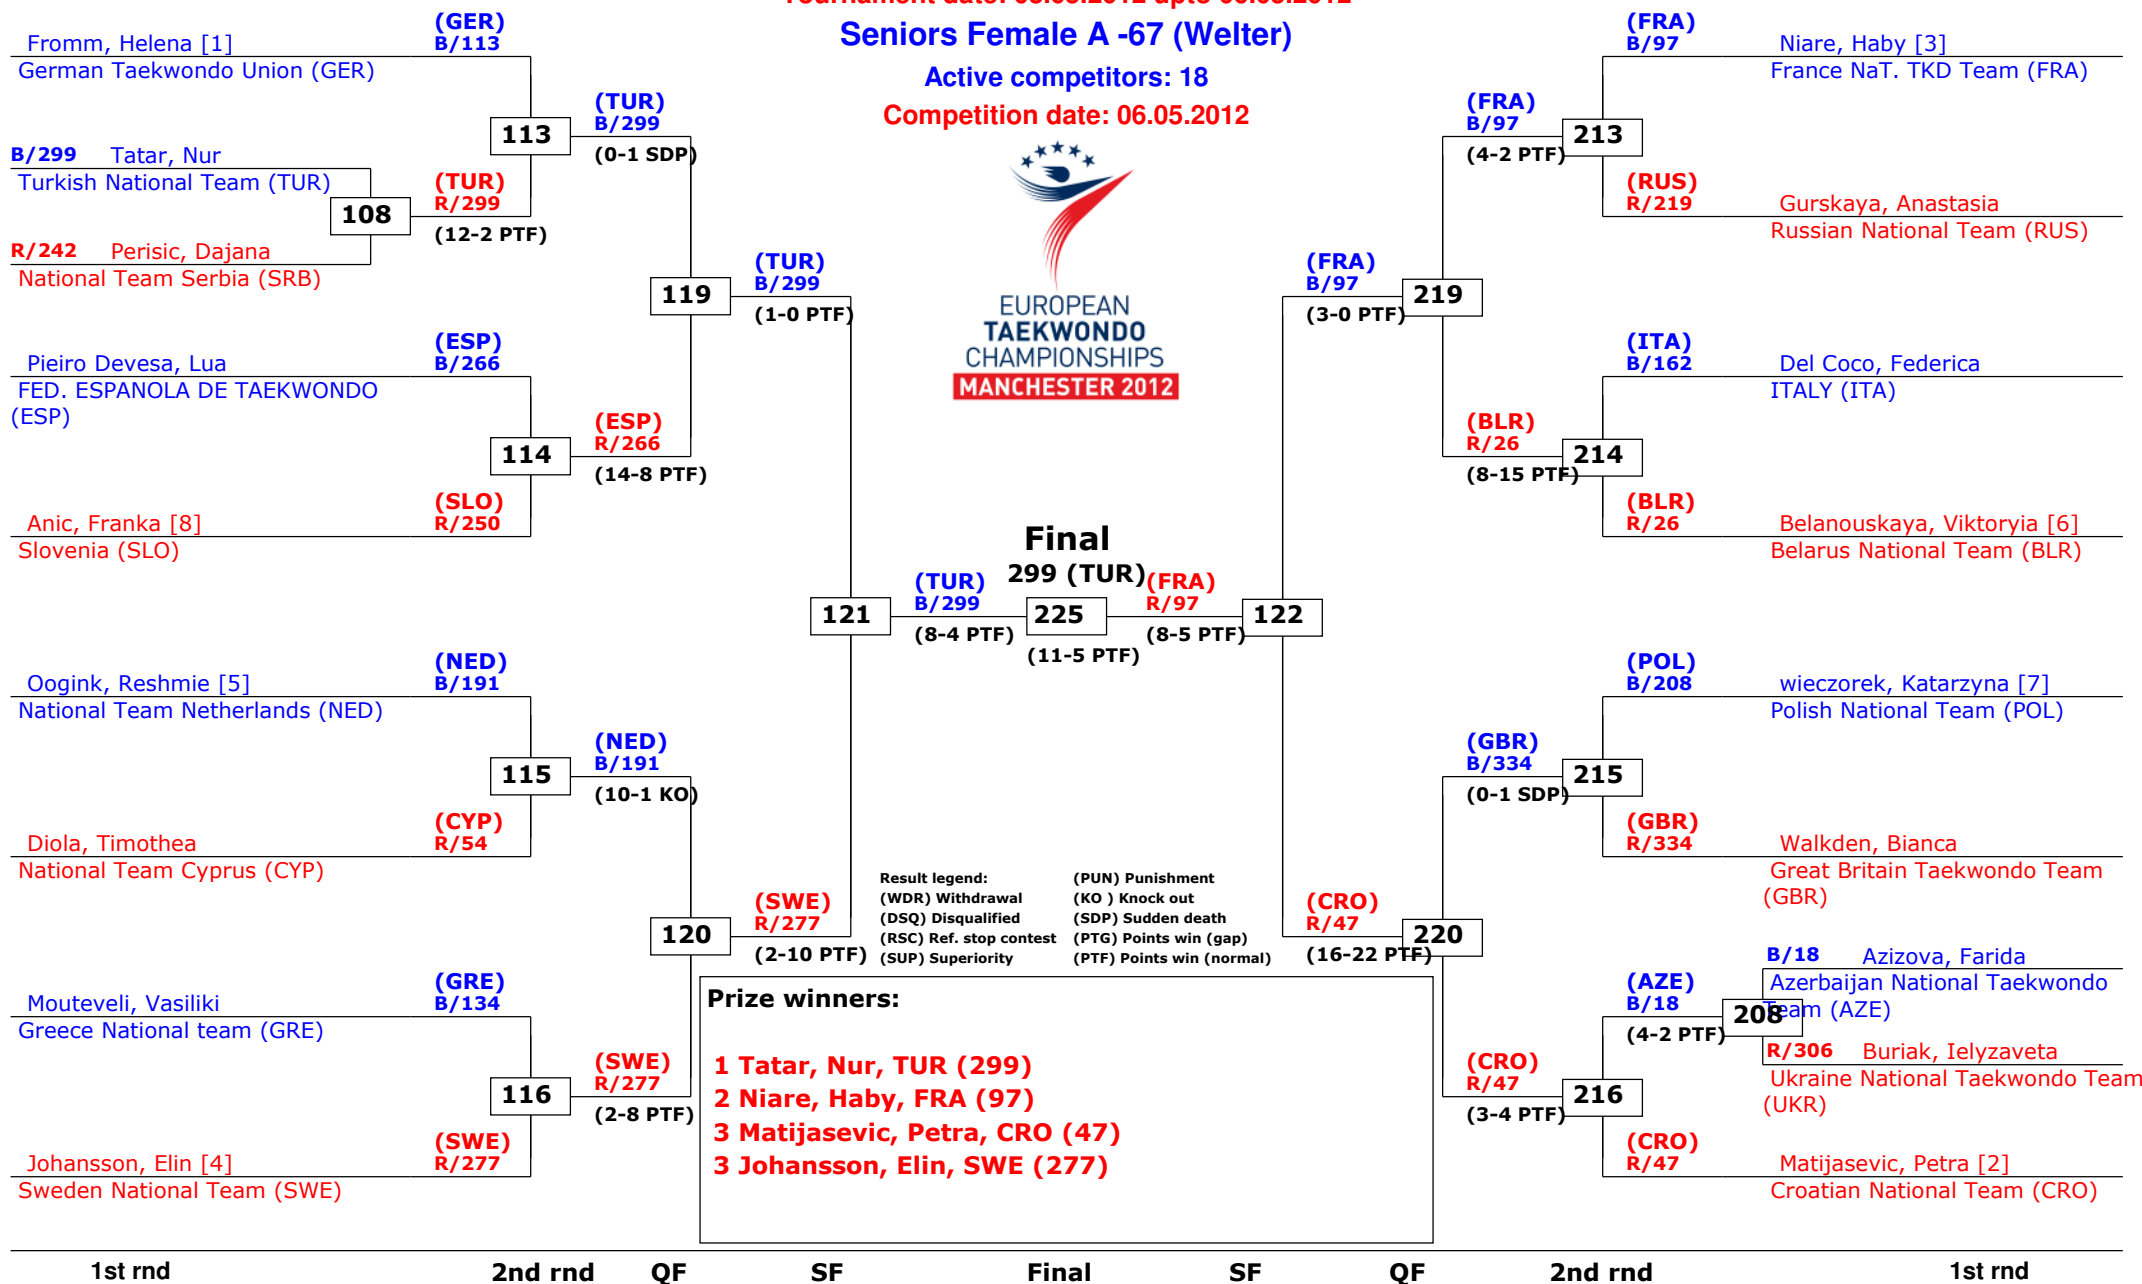 Seniors Female A -67 (Welter)
Active competitors: 18
Competition date: 06.05.2012
EUROPEAN
TAEKWONDO
CHAMPIONSHIPS
MANCHESTER 2012
(GER)
B/113
Fromm, Helena [1]
German Taekwondo Union (GER)
113
(TUR)
B/299
(0-1 SDP)
B/299 Tatar, Nur
Turkish National Team (TUR)
108
(TUR)
R/299
(12-2 PTF)
R/242 Perisic, Dajana
National Team Serbia (SRB)
119
(TUR)
B/299
(1-0 PTF)
(ESP)
B/266
Pieiro Devesa, Lua
FED. ESPANOLA DE TAEKWONDO
(ESP)
114
(ESP)
R/266
(14-8 PTF)
(SLO)
R/250
Anic, Franka [8]
Slovenia (SLO)
121
(TUR)
B/299
(8-4 PTF)
(NED)
B/191
Oogink, Reshmie [5]
National Team Netherlands (NED)
115
(NED)
B/191
(10-1 KO)
(CYP)
R/54
Diola, Timothea
National Team Cyprus (CYP)
120
(SWE)
R/277
(2-10 PTF)
(GRE)
B/134
Mouteveli, Vasiliki
Greece National team (GRE)
116
(SWE)
R/277
(2-8 PTF)
(SWE)
R/277
Johansson, Elin [4]
Sweden National Team (SWE)
Final
299 (TUR)
225
(11-5 PTF)
(FRA)
R/97
(8-5 PTF)
122
(FRA)
B/97
Niare, Haby [3]
France NaT. TKD Team (FRA)
(FRA)
B/97
(4-2 PTF)
213
(RUS)
R/219
Gurskaya, Anastasia
Russian National Team (RUS)
(FRA)
B/97
(3-0 PTF)
219
(ITA)
B/162
Del Coco, Federica
ITALY (ITA)
(BLR)
R/26
(8-15 PTF)
214
(BLR)
R/26
Belanouskaya, Viktoryia [6]
Belarus National Team (BLR)
(POL)
B/208
wieczorek, Katarzyna [7]
Polish National Team (POL)
(GBR)
B/334
(0-1 SDP)
215
(GBR)
R/334
Walkden, Bianca
Great Britain Taekwondo Team
(GBR)
(CRO)
R/47
(16-22 PTF)
220
B/18 Azizova, Farida
Azerbaijan National Taekwondo
Team (AZE)
(AZE)
B/18
(4-2 PTF)
208
R/306 Buriak, Ielyzaveta
Ukraine National Taekwondo Team
(UKR)
(CRO)
R/47
(3-4 PTF)
216
(CRO)
R/47
Matijasevic, Petra [2]
Croatian National Team (CRO)
Result legend:
(WDR) Withdrawal
(DSQ) Disqualified
(RSC) Ref. stop contest
(SUP) Superiority
(PUN) Punishment
(KO ) Knock out
(SDP) Sudden death
(PTG) Points win (gap)
(PTF) Points win (normal)
Prize winners:
1 Tatar, Nur, TUR (299)
2 Niare, Haby, FRA (97)
3 Matijasevic, Petra, CRO (47)
3 Johansson, Elin, SWE (277)
1st rnd 2nd rnd QF SF Final SF QF 2nd rnd 1st rnd